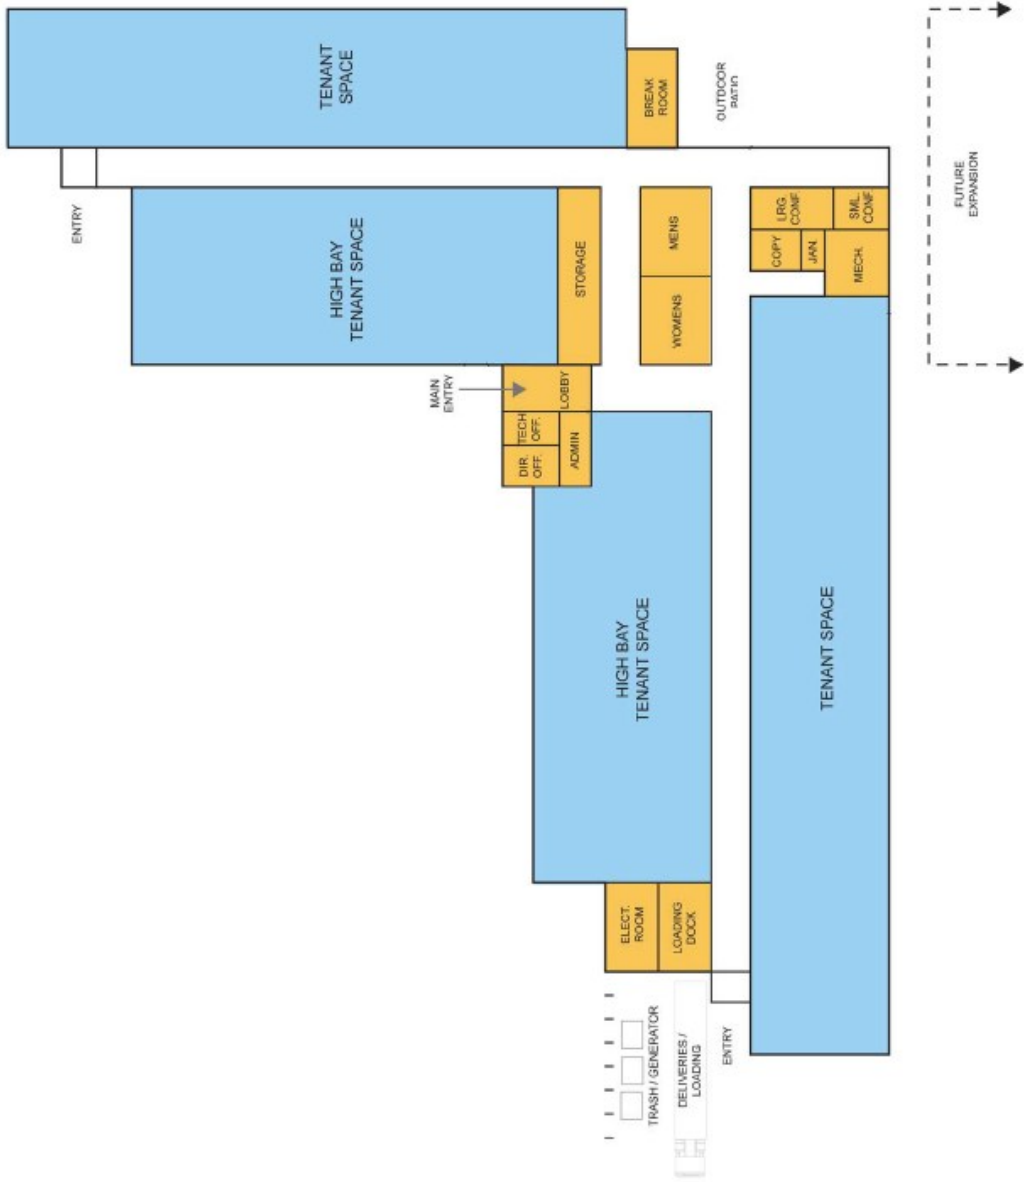 TENANT
SPACE
BREAK
ROOM
OUTDOOR
PATIO
FUTURE
EXPANSION
ENTRY
HIGH BAY
TENANT SPACE
STORAGE
MENS
WOMENS
LRG.
CONF.
SML.
CONF.
COPY
JAN.
MECH.
MAIN
ENTRY
LOBBY
TECH
OFF.
DIR.
OFF.
ADMIN
HIGH BAY
TENANT SPACE
TENANT SPACE
ELECT.
ROOM
LOADING
DOCK
TRASH / GENERATOR
DELIVERIES /
LOADING
ENTRY